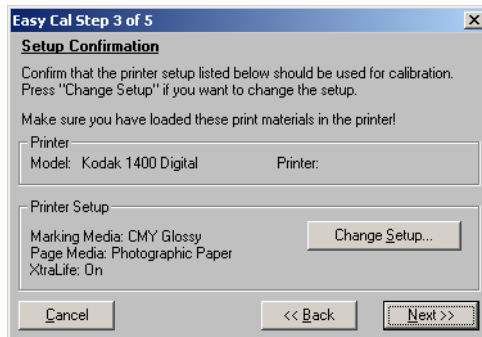 Easy Cal Step 3 of 5
Setup Confirmation
Confirm that the printer setup listed below should be used for calibration.
Press "Change Setup" if you want to change the setup.
Make sure you have loaded these print materials in the printer!
Printer
Model: Kodak 1400 Digital Printer:
Printer Setup
Marking Media: CMY Glossy
Page Media: Photographic Paper
XtraLife: On
Change Setup...
Cancel << Back Next >>